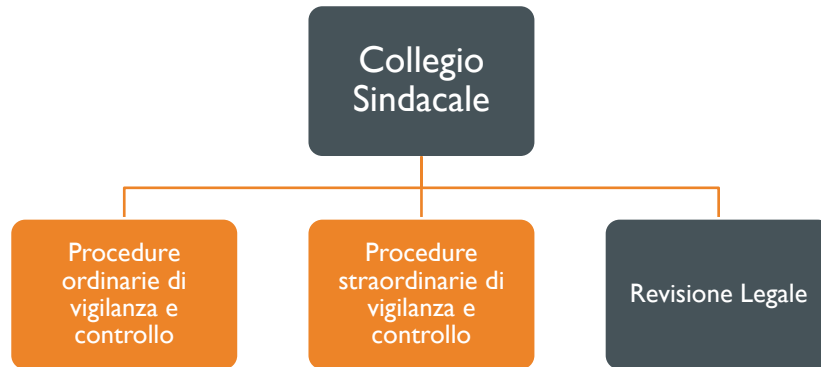 Collegio
Sindacale
Procedure
ordinarie di
vigilanza e
controllo
Procedure
straordinarie di
vigilanza e
controllo
Revisione Legale